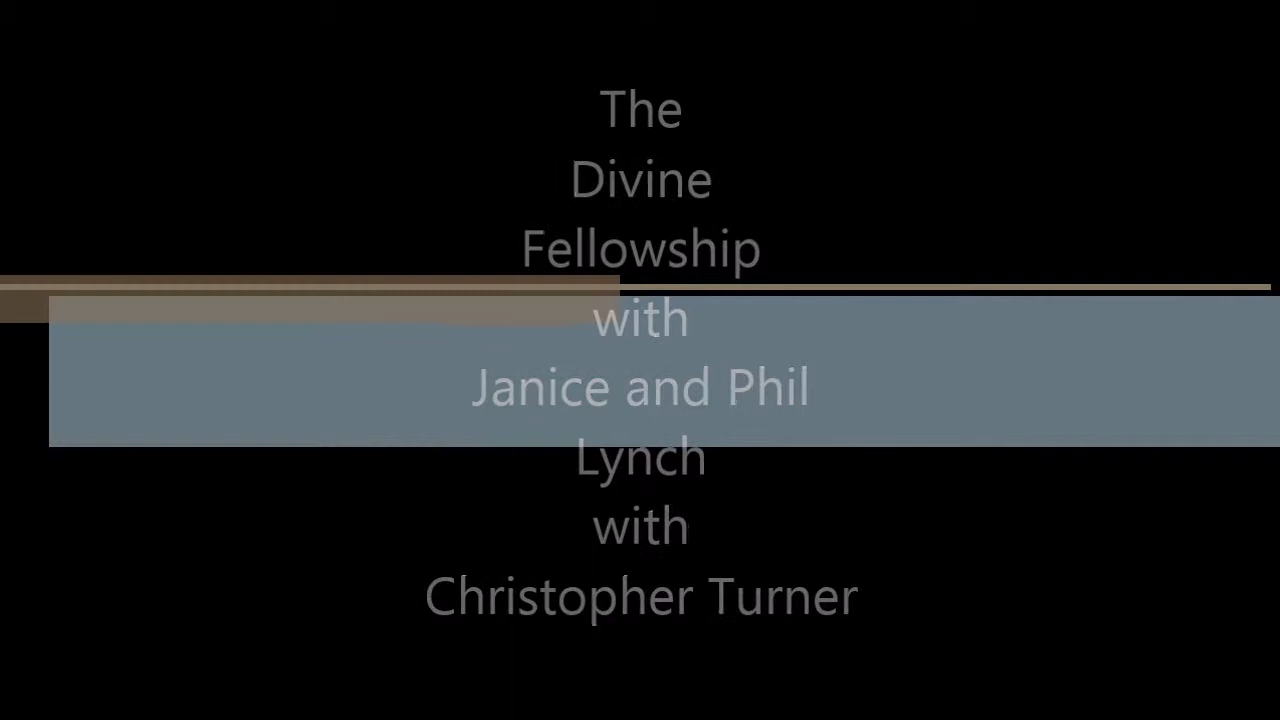 The
Divine
Fellowship
with
Janice and Phil
Lynch
with
Christopher Turner